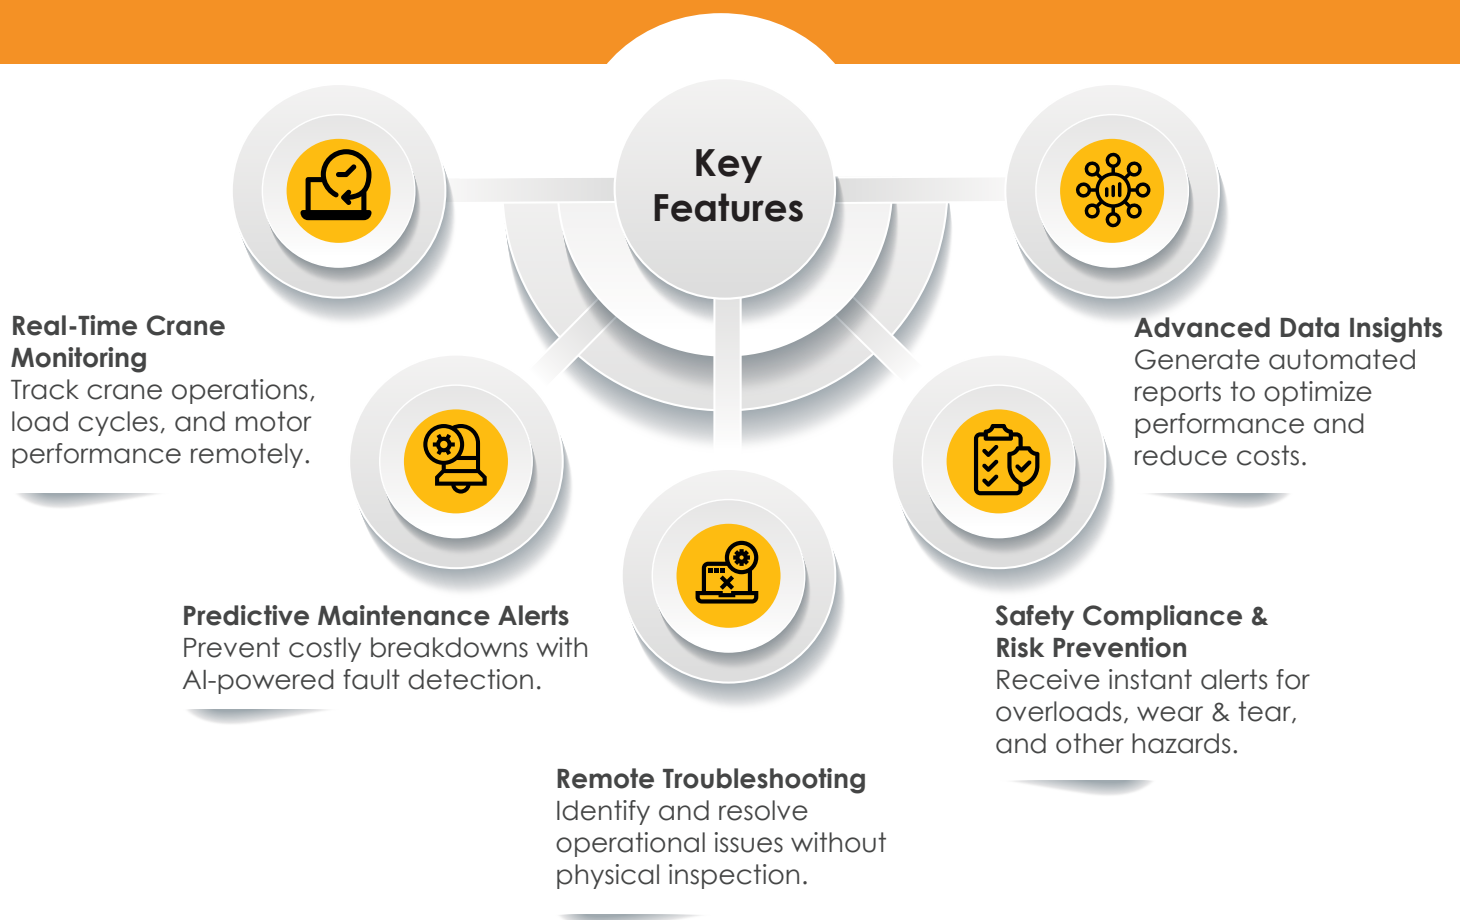 Key
Features
Real-Time Crane
Monitoring
Track crane operations,
load cycles, and motor
performance remotely.
Predictive Maintenance Alerts
Prevent costly breakdowns with
AI-powered fault detection.
Remote Troubleshooting
Identify and resolve
operational issues without
physical inspection.
Safety Compliance &
Risk Prevention
Receive instant alerts for
overloads, wear & tear,
and other hazards.
Advanced Data Insights
Generate automated
reports to optimize
performance and
reduce costs.